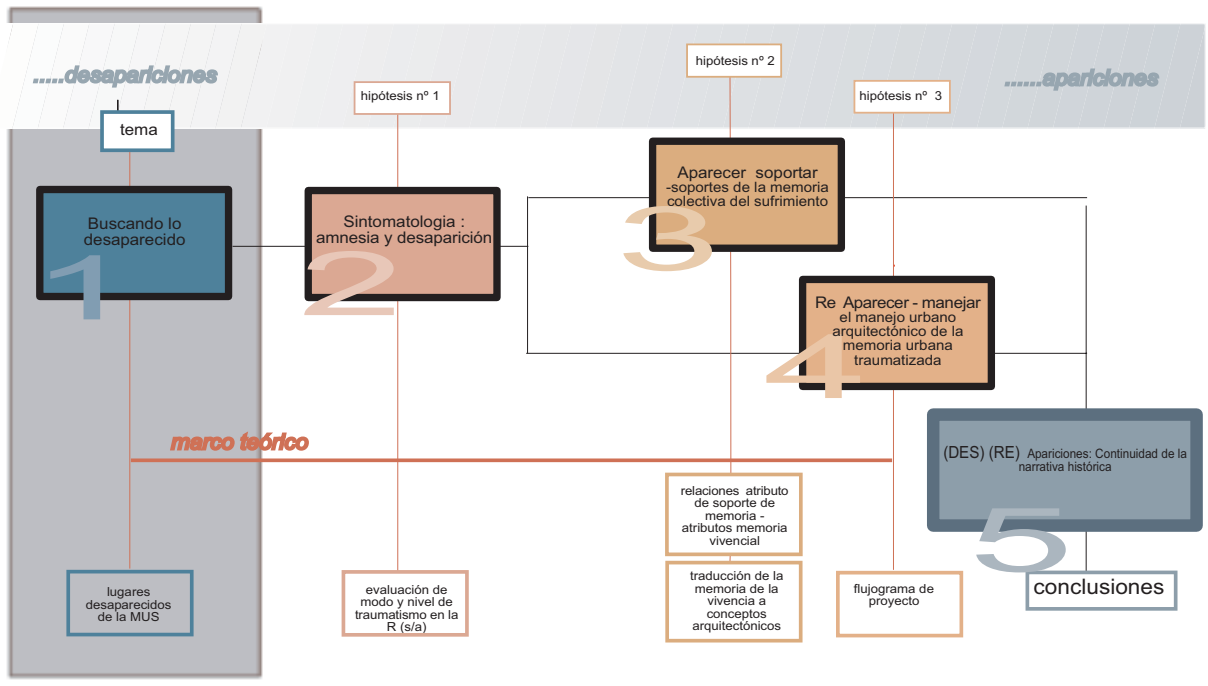 .....desapariciones
......apariciones
tema
hipótesis nº 1
hipótesis nº 2
hipótesis nº  3
Buscando lo
desaparecido
1
Sintomatologia :
amnesia y desaparición
2
Aparecer  soportar
-soportes de la memoria
colectiva del sufrimiento
3
Re  Aparecer - manejar
el manejo urbano
arquitectónico de la
memoria urbana
traumatizada
4
marco teórico
(DES) (RE)  Apariciones: Continuidad de la
narrativa histórica
5
lugares
desaparecidos
de la MUS
evaluación de
modo y nivel de
traumatismo en la
R (s/a)
relaciones  atributo
de soporte de
memoria -
atributos memoria
vivencial
traducción de la
memoria de la
vivencia a
conceptos
arquitectónicos
flujograma de
proyecto
conclusiones